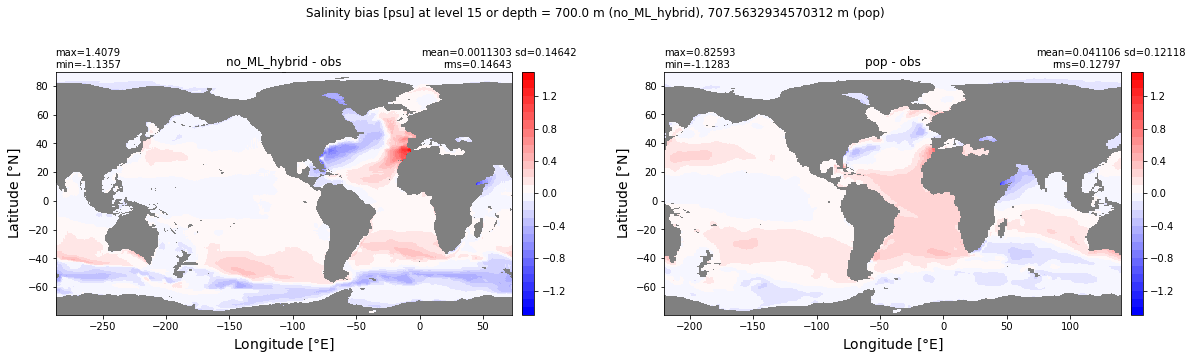 Salinity bias [psu] at level 15 or depth = 700.0 m (no_ML_hybrid), 707.5632934570312 m (pop)
max=1.4079
min=-1.1357
no_ML_hybrid - obs
mean=0.0011303 sd=0.14642
rms=0.14643
80
60
40
20
0
−20
−40
−60
Latitude [°N]
−250
−200
−150
−100
−50
0
50
Longitude [°E]
1.2
0.8
0.4
0.0
−0.4
−0.8
−1.2
max=0.82593
min=-1.1283
pop - obs
mean=0.041106 sd=0.12118
rms=0.12797
80
60
40
20
0
−20
−40
−60
Latitude [°N]
−200
−150
−100
−50
0
50
100
Longitude [°E]
1.2
0.8
0.4
0.0
−0.4
−0.8
−1.2